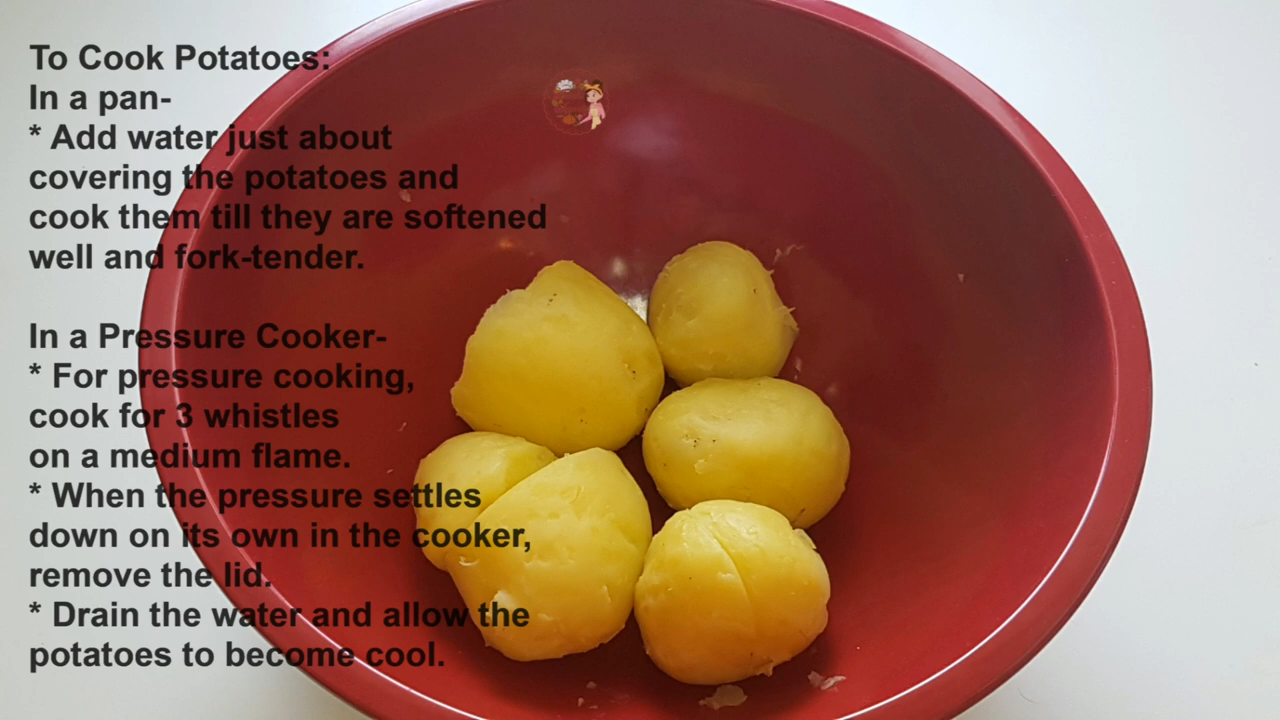 To Cook Potatoes:
In a pan-
* Add water just about
covering the potatoes and
cook them till they are softened
well and fork-tender.
In a Pressure Cooker-
* For pressure cooking,
cook for 3 whistles
on a medium flame.
* When the pressure settles
down on its own in the cooker,
remove the lid.
* Drain the water and allow the
potatoes to become cool.